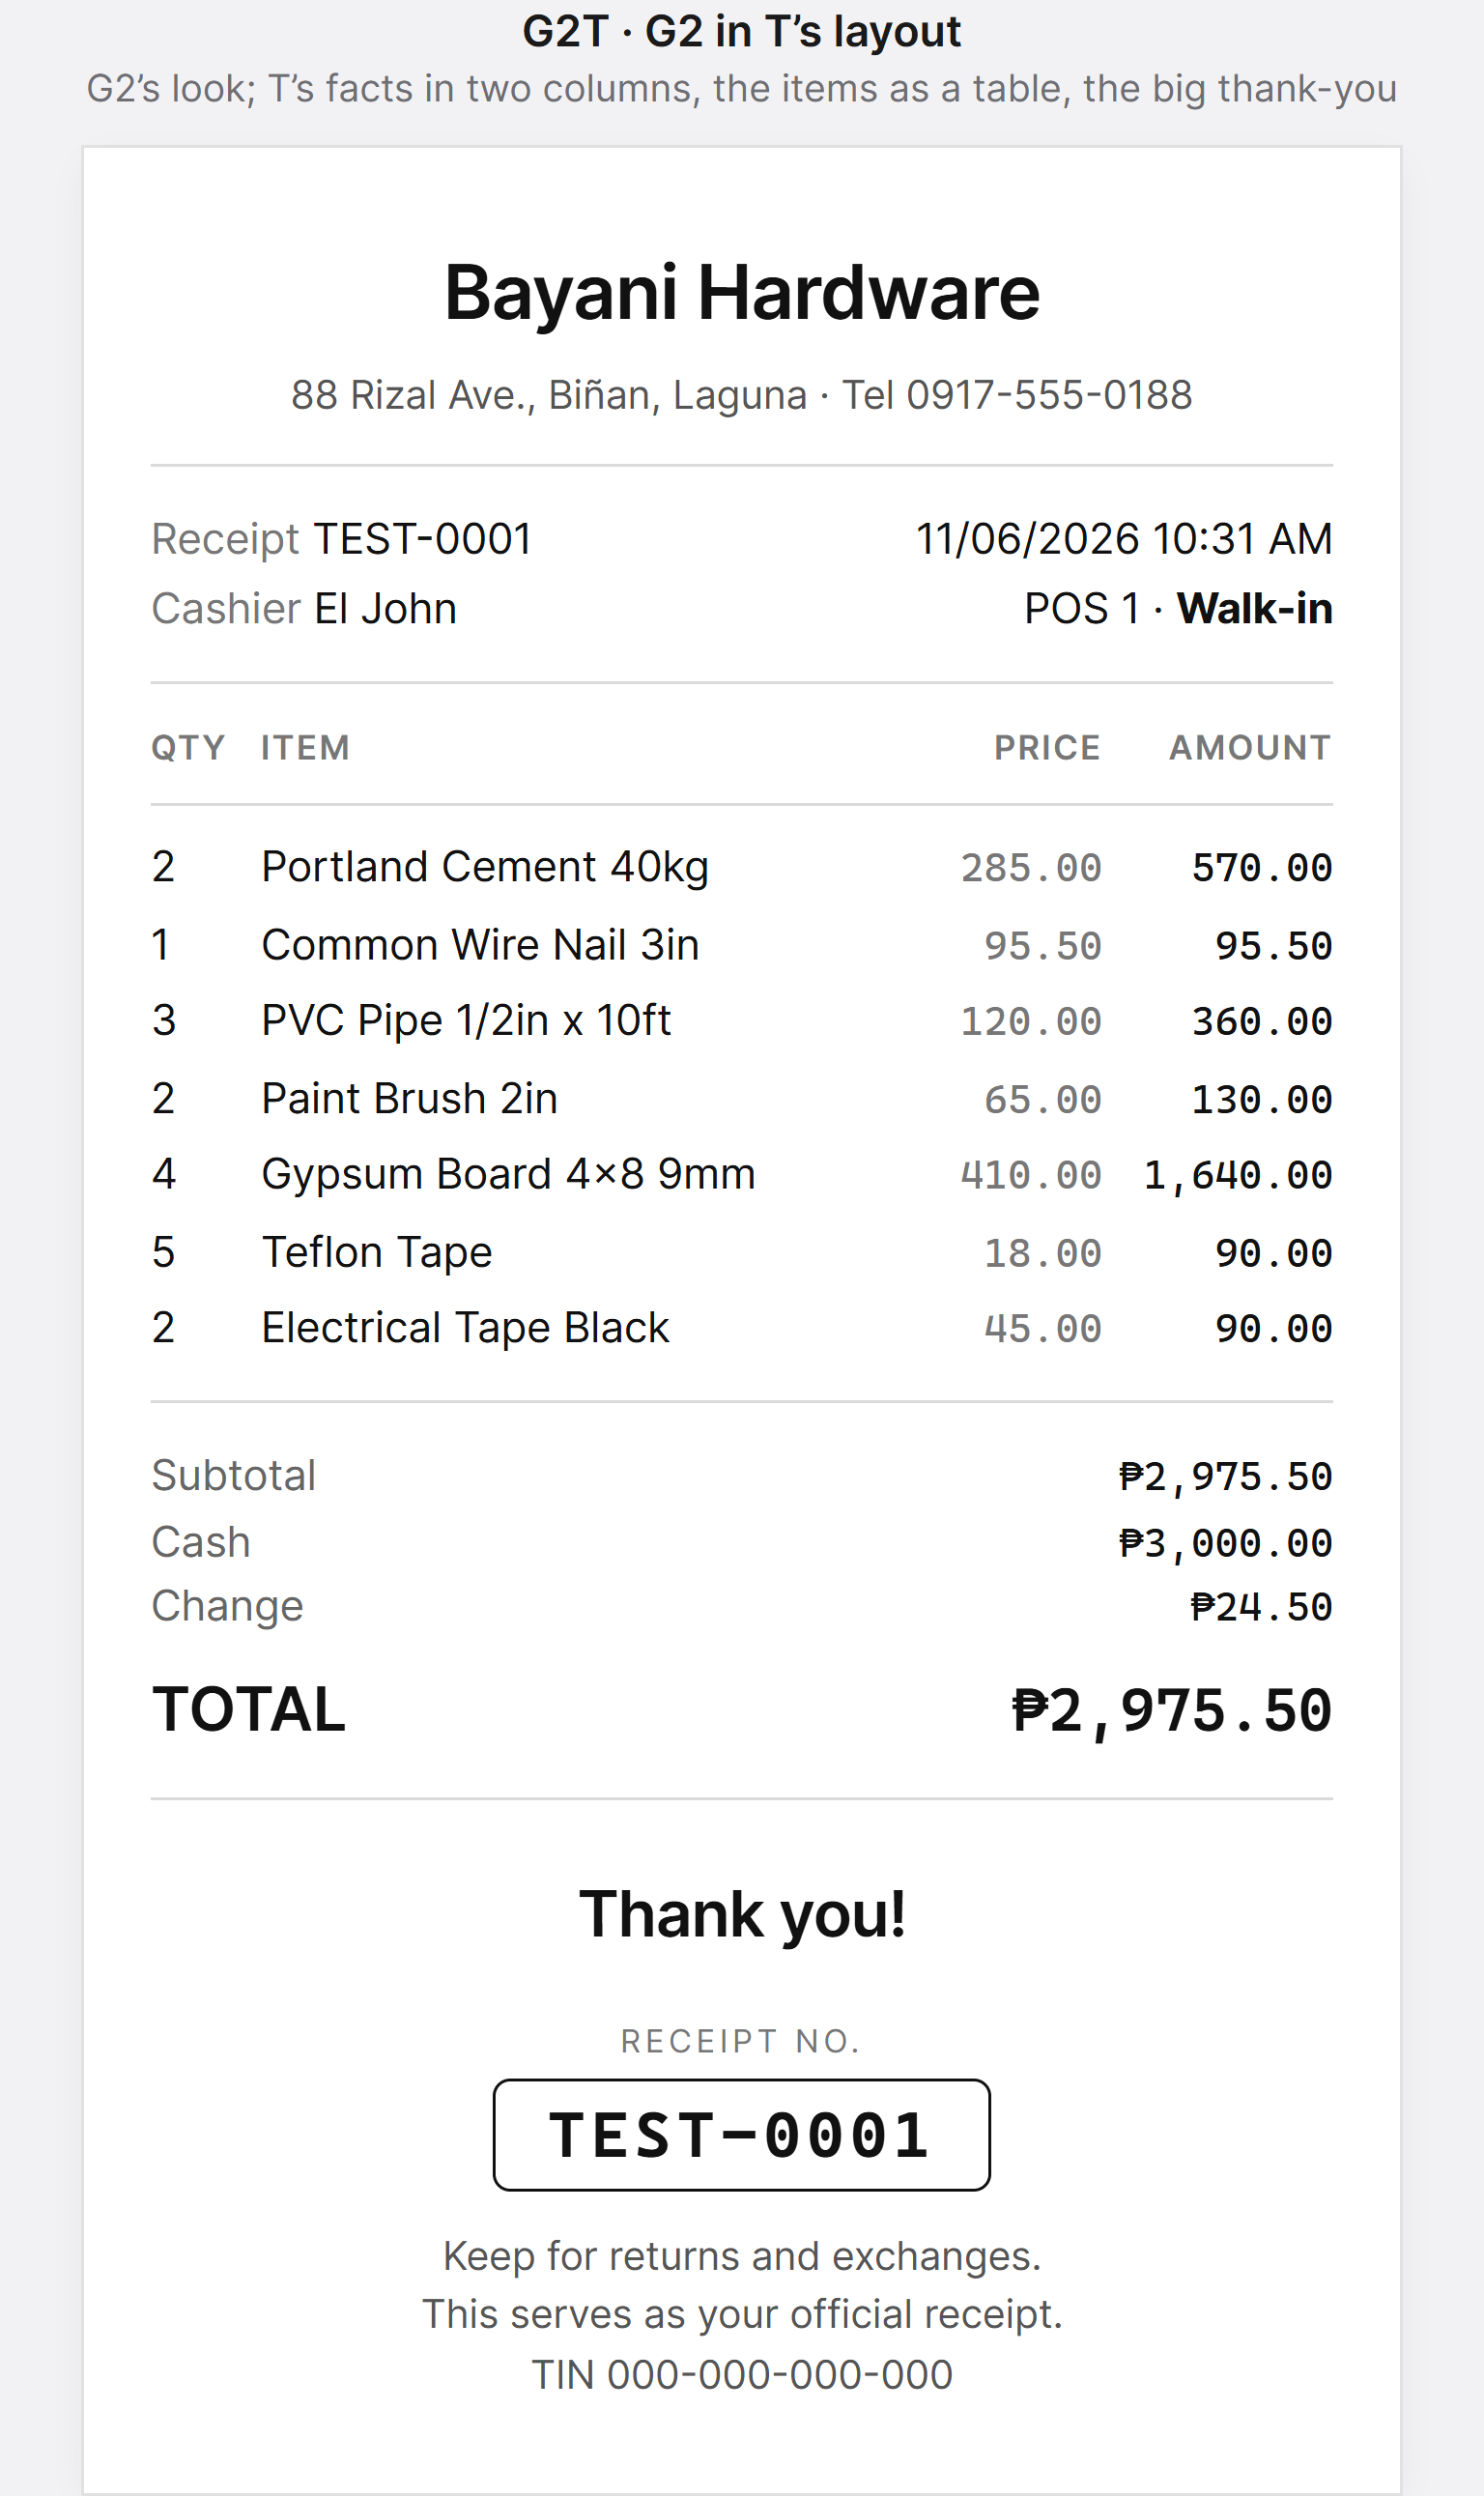 G2T · G2 in T’s layout
G2’s look; T’s facts in two columns, the items as a table, the big thank-you
Bayani Hardware
88 Rizal Ave., Biñan, Laguna · Tel 0917-555-0188
Receipt TEST-0001 11/06/2026 10:31 AM
Cashier El John POS 1 · Walk-in
QTY ITEM PRICE AMOUNT
2 Portland Cement 40kg 285.00 570.00
1 Common Wire Nail 3in 95.50 95.50
3 PVC Pipe 1/2in x 10ft 120.00 360.00
2 Paint Brush 2in 65.00 130.00
4 Gypsum Board 4×8 9mm 410.00 1,640.00
5 Teflon Tape 18.00 90.00
2 Electrical Tape Black 45.00 90.00
Subtotal ₱2,975.50
Cash ₱3,000.00
Change ₱24.50
TOTAL ₱2,975.50
Thank you!
RECEIPT NO.
TEST-0001
Keep for returns and exchanges.
This serves as your official receipt.
TIN 000-000-000-000